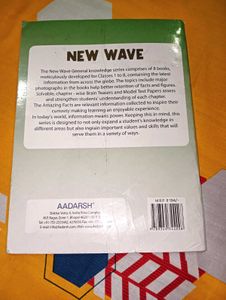 NEW WAVE
The New Wave General knowledge series comprises of 8 books,
meticulously developed for Classes 1 to 8, containing the latest
information from across the globe. The topics include major
photographs in the books help better retention of facts and figures.
Solvable, chapter - wise Brain Teasers and Model Test Papers assess
and strengthen students' understanding of each chapter.
The Amazing Facts are relevant information collected to inspire their
curiosity making learning an enjoyable experience.
In today's world, information means power. Keeping this in mind, this
series is designed to not only expand a student's knowledge in
different areas but also ingrain important values and skills that will
serve them in a variety of ways.
AADARSH